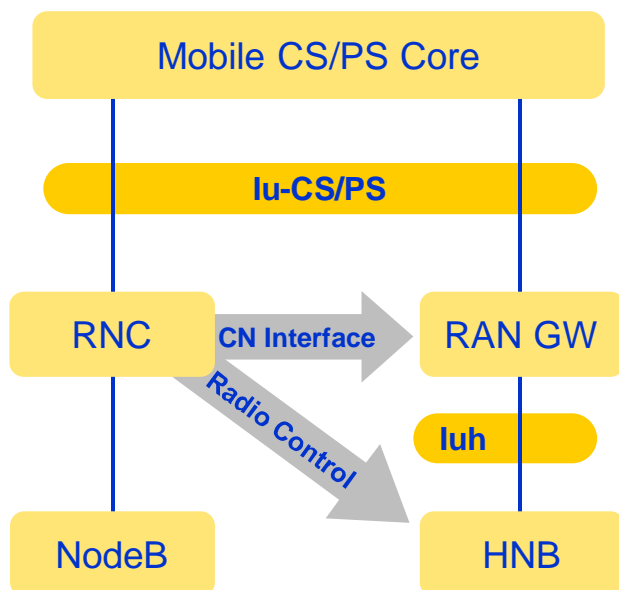 Mobile CS/PS Core
Iu-CS/PS
RNC
CN Interface
RAN GW
Radio Control
Iuh
NodeB
HNB